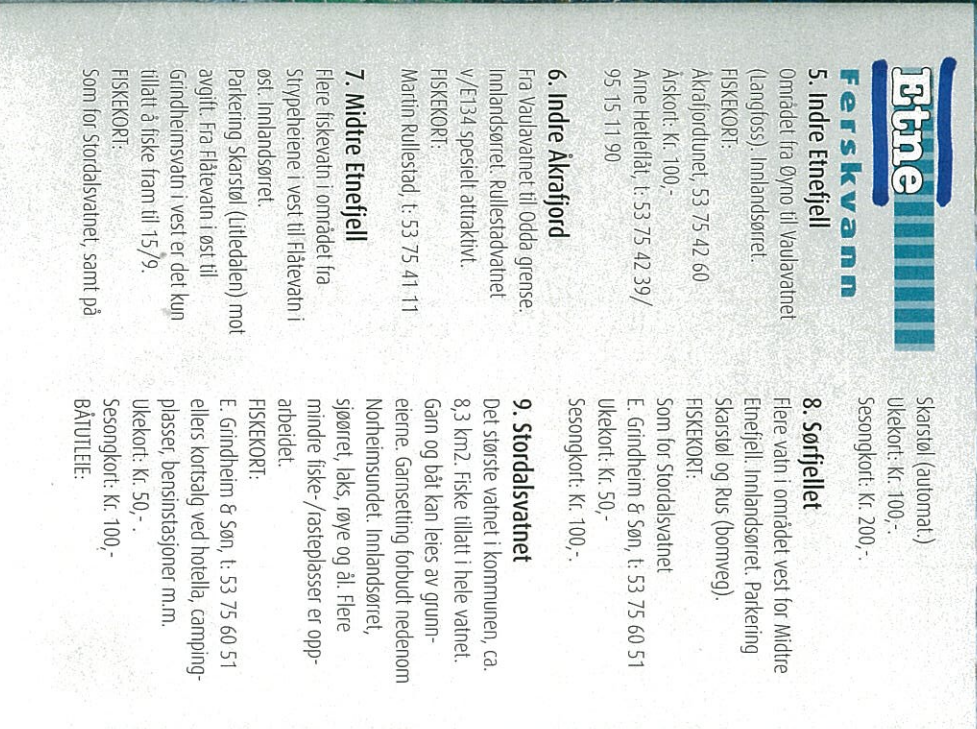 Etne
Ferskvann
5. Indre Etnefjell
Området fra Øyno til Vaulavatnet
(Langfoss). Innlandsørret.
FISKEKORT:
Åkrafjordtunet, 53 75 42 60
Årskort: Kr. 100,-
Arne Hetleflåt, t: 53 75 42 39/
95 15 11 90
6. Indre Åkrafjord
Fra Vaulavatnet til Odda grense.
Innlandsørret. Rullestadvatnet
v/E134 spesielt attraktivt.
FISKEKORT:
Martin Rullestad, t: 53 75 41 11
7. Midtre Etnefjell
Flere fiskevatn i området fra
Strypeheiene i vest til Flåtevatn i
øst. Innlandsørret.
Parkering Skarstøl (Litledalen) mot
avgift. Fra Flåtevatn i øst til
Grindheimsvatn i vest er det kun
tillatt å fiske fram til 15/9.
FISKEKORT:
Som for Stordalsvatnet, samt på
Skarstøl (automat.)
Ukekort: Kr. 100,-.
Sesongkort: Kr. 200,-.
8. Sørfjellet
Flere vatn i området vest for Midtre
Etnefjell. Innlandsørret. Parkering
Skarstøl og Rus (bomveg).
FISKEKORT:
Som for Stordalsvatnet
E. Grindheim & Søn, t: 53 75 60 51
Ukekort: Kr. 50,-
Sesongkort: Kr. 100,-.
9. Stordalsvatnet
Det største vatnet i kommunen, ca.
8,3 km2. Fiske tillatt i hele vatnet.
Garn og båt kan leies av grunn-
eierne. Garnsetting forbudt nedenom
Norheimsundet. Innlandsørret,
sjøørret, laks, røye og ål. Flere
mindre fiske-/rasteplasser er opp-
arbeidet.
FISKEKORT:
E. Grindheim & Søn, t: 53 75 60 51
ellers kortsalg ved hotella, camping-
plasser, bensinstasjoner m.m.
Ukekort: Kr. 50,-.
Sesongkort: Kr. 100,-
BÅTUTLEIE: